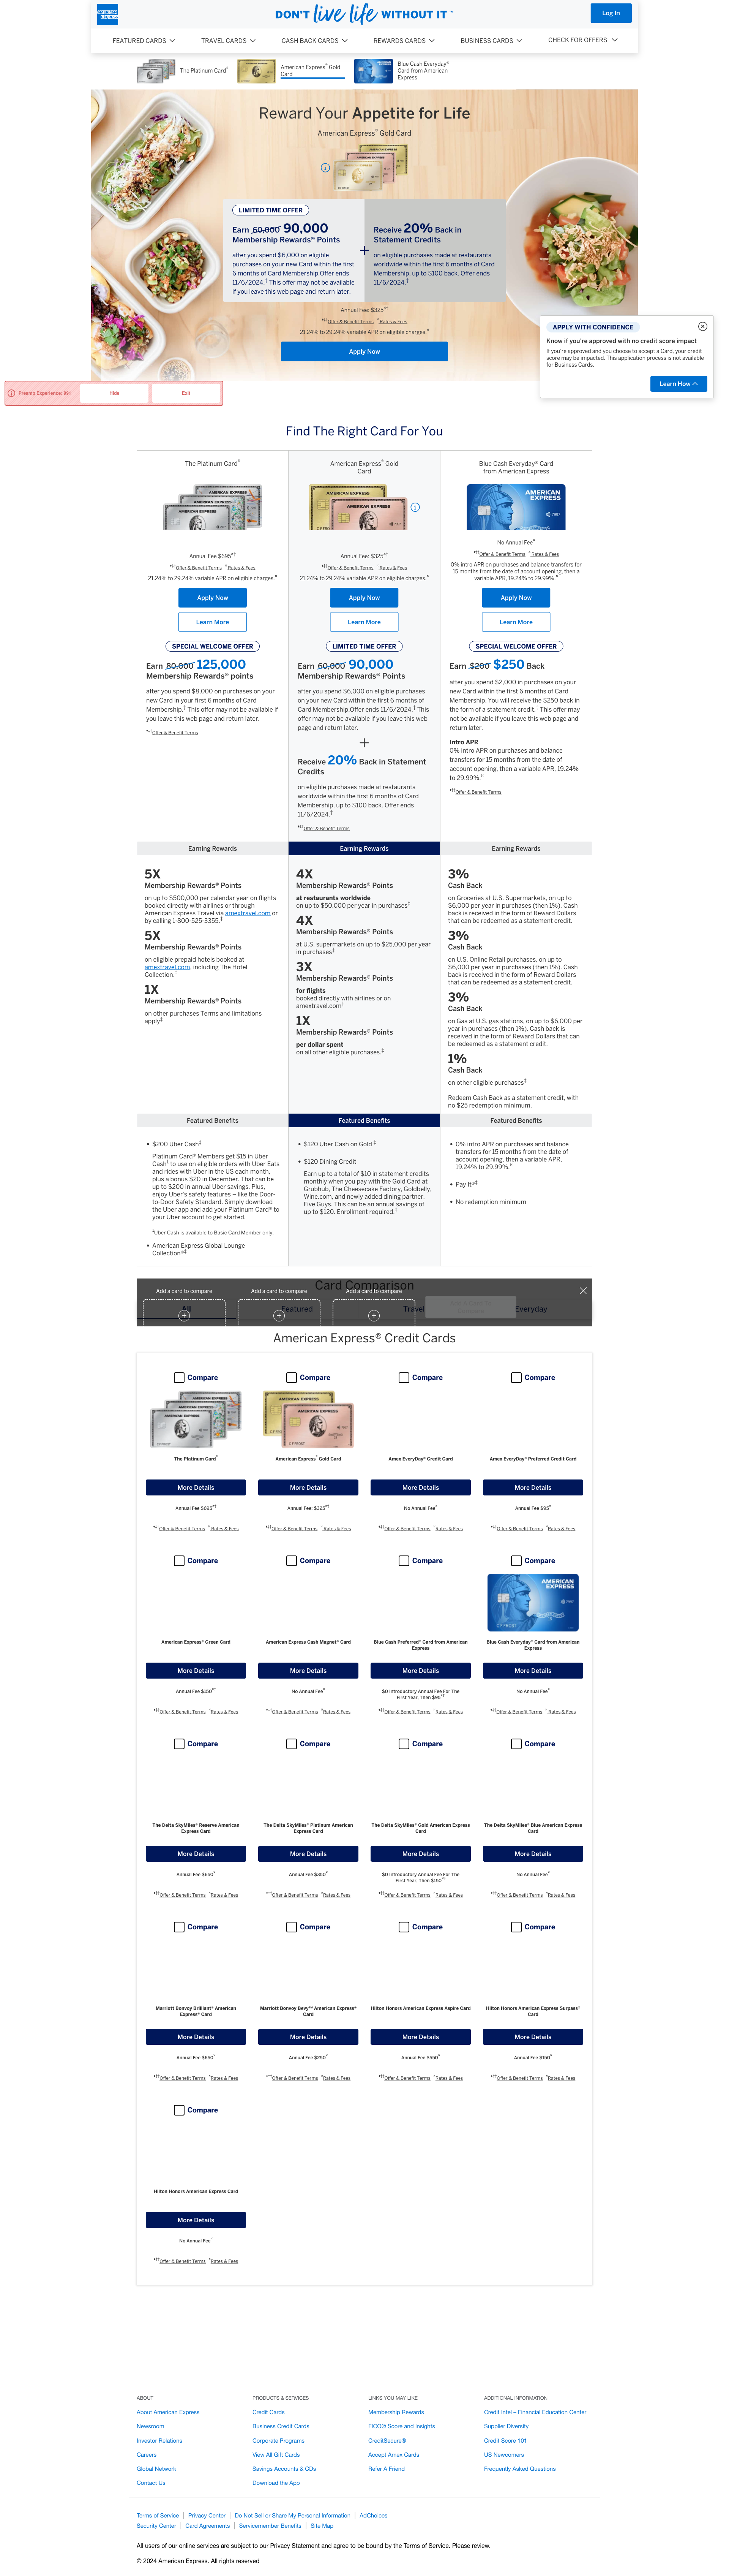 AMERICAN EXPRESS
DON'T live life WITHOUT IT™
Log In
FEATURED CARDS
TRAVEL CARDS
CASH BACK CARDS
REWARDS CARDS
BUSINESS CARDS
CHECK FOR OFFERS
The Platinum Card®
American Express® Gold Card
Blue Cash Everyday® Card from American Express
Reward Your Appetite for Life
American Express® Gold Card
LIMITED TIME OFFER
Earn 60,000 90,000
Membership Rewards® Points
after you spend $6,000 on eligible
purchases on your new Card within the first
6 months of Card Membership.Offer ends
11/6/2024.† This offer may not be available
if you leave this web page and return later.
+
Receive 20% Back in
Statement Credits
on eligible purchases made at restaurants
worldwide within the first 6 months of Card
Membership, up to $100 back. Offer ends
11/6/2024.†
Annual Fee: $325*†
*‡†Offer & Benefit Terms *Rates & Fees
21.24% to 29.24% variable APR on eligible charges.*
Apply Now
APPLY WITH CONFIDENCE
Know if you're approved with no credit score impact
If you're approved and you choose to accept a Card, your credit
score may be impacted. This application process is not available
for Business Cards.
Learn How
Hide
Exit
Find The Right Card For You
The Platinum Card®
Annual Fee $695*†
*‡†Offer & Benefit Terms *Rates & Fees
21.24% to 29.24% variable APR on eligible charges.*
Apply Now
Learn More
SPECIAL WELCOME OFFER
Earn 80,000 125,000
Membership Rewards® points
after you spend $8,000 on purchases on your
new Card within the first 6 months of Card
Membership.† This offer may not be available if
you leave this web page and return later.
*‡†Offer & Benefit Terms
American Express® Gold
Card
Annual Fee: $325*†
*‡†Offer & Benefit Terms *Rates & Fees
21.24% to 29.24% variable APR on eligible charges.*
Apply Now
Learn More
LIMITED TIME OFFER
Earn 60,000 90,000
Membership Rewards® Points
after you spend $6,000 on eligible purchases
on your new Card within the first 6 months of
Card Membership.Offer ends 11/6/2024.† This
offer may not be available if you leave this web
page and return later.
+
Receive 20% Back in Statement
Credits
on eligible purchases made at restaurants
worldwide within the first 6 months of Card
Membership, up to $100 back. Offer ends
11/6/2024.†
*‡†Offer & Benefit Terms
Blue Cash Everyday® Card
from American Express
AMERICAN EXPRESS
No Annual Fee*
*‡†Offer & Benefit Terms *Rates & Fees
0% intro APR on purchases and balance transfers for
15 months from the date of account opening, then a
variable APR, 19.24% to 29.99%.*
Apply Now
Learn More
SPECIAL WELCOME OFFER
Earn $200 $250 Back
after you spend $2,000 in purchases on your
new Card within the first 6 months of Card
Membership. You will receive the $250 back in
the form of a statement credit.† This offer may
not be available if you leave this web page and
return later.
Intro APR
0% intro APR on purchases and balance
transfers for 15 months from the date of
account opening, then a variable APR, 19.24%
to 29.99%.*
*‡†Offer & Benefit Terms
Earning Rewards
Earning Rewards
Earning Rewards
5X
Membership Rewards® Points
on up to $500,000 per calendar year on flights
booked directly with airlines or through
American Express Travel via amextravel.com or
by calling 1-800-525-3355.‡
5X
Membership Rewards® Points
on eligible prepaid hotels booked at
amextravel.com, including The Hotel
Collection.‡
1X
Membership Rewards® Points
on other purchases Terms and limitations
apply‡
4X
Membership Rewards® Points
at restaurants worldwide
on up to $50,000 per year in purchases‡
4X
Membership Rewards® Points
at U.S. supermarkets on up to $25,000 per year
in purchases‡
3X
Membership Rewards® Points
for flights
booked directly with airlines or on
amextravel.com‡
1X
Membership Rewards® Points
per dollar spent
on all other eligible purchases.‡
3%
Cash Back
on Groceries at U.S. Supermarkets, on up to
$6,000 per year in purchases (then 1%). Cash
back is received in the form of Reward Dollars
that can be redeemed as a statement credit.
3%
Cash Back
on U.S. Online Retail purchases, on up to
$6,000 per year in purchases (then 1%). Cash
back is received in the form of Reward Dollars
that can be redeemed as a statement credit.
3%
Cash Back
on Gas at U.S. gas stations, on up to $6,000 per
year in purchases (then 1%). Cash back is
received in the form of Reward Dollars that can
be redeemed as a statement credit.
1%
Cash Back
on other eligible purchases‡
Redeem Cash Back as a statement credit, with
no $25 redemption minimum.
Featured Benefits
Featured Benefits
Featured Benefits
• $200 Uber Cash‡
Platinum Card® Members get $15 in Uber
Cash‡ to use on eligible orders with Uber Eats
and rides with Uber in the US each month,
plus a bonus $20 in December. That can be
up to $200 in annual Uber savings. Plus,
enjoy Uber's safety features – like the Door-
to-Door Safety Standard. Simply download
the Uber app and add your Platinum Card® to
your Uber account to get started.
‡Uber Cash is available to Basic Card Member only.
• American Express Global Lounge
Collection®‡
• $120 Uber Cash on Gold ‡
• $120 Dining Credit
Earn up to a total of $10 in statement credits
monthly when you pay with the Gold Card at
Grubhub, The Cheesecake Factory, Goldbelly,
Wine.com, and newly added dining partner,
Five Guys. This can be an annual savings of
up to $120. Enrollment required.‡
• 0% intro APR on purchases and balance
transfers for 15 months from the date of
account opening, then a variable APR,
19.24% to 29.99%.*
• Pay It®‡
• No redemption minimum
Card Comparison
Add a card to compare
Add a card to compare
Add a card to compare
All
Featured
Travel
Everyday
American Express® Credit Cards
Compare
Compare
Compare
Compare
The Platinum Card®
American Express® Gold Card
Amex EveryDay® Credit Card
Amex EveryDay® Preferred Credit Card
More Details
More Details
More Details
More Details
Annual Fee $695*†
Annual Fee: $325*†
No Annual Fee*
Annual Fee $95*
*‡†Offer & Benefit Terms *Rates & Fees
*‡†Offer & Benefit Terms *Rates & Fees
*‡†Offer & Benefit Terms *Rates & Fees
*‡†Offer & Benefit Terms *Rates & Fees
Compare
Compare
Compare
Compare
AMERICAN EXPRESS
American Express® Green Card
American Express Cash Magnet® Card
Blue Cash Preferred® Card from American Express
Blue Cash Everyday® Card from American Express
More Details
More Details
More Details
More Details
Annual Fee $150*†
No Annual Fee*
$0 Introductory Annual Fee For The First Year, Then $95*†
No Annual Fee*
*‡†Offer & Benefit Terms *Rates & Fees
*‡†Offer & Benefit Terms *Rates & Fees
*‡†Offer & Benefit Terms *Rates & Fees
*‡†Offer & Benefit Terms *Rates & Fees
Compare
Compare
Compare
Compare
The Delta SkyMiles® Reserve American Express Card
The Delta SkyMiles® Platinum American Express Card
The Delta SkyMiles® Gold American Express Card
The Delta SkyMiles® Blue American Express Card
More Details
More Details
More Details
More Details
Annual Fee $650*
Annual Fee $350*
$0 Introductory Annual Fee For The First Year, Then $150*†
No Annual Fee*
*‡†Offer & Benefit Terms *Rates & Fees
*‡†Offer & Benefit Terms *Rates & Fees
*‡†Offer & Benefit Terms *Rates & Fees
*‡†Offer & Benefit Terms *Rates & Fees
Compare
Compare
Compare
Compare
Marriott Bonvoy Brilliant® American Express® Card
Marriott Bonvoy Bevy™ American Express® Card
Hilton Honors American Express Aspire Card
Hilton Honors American Express Surpass® Card
More Details
More Details
More Details
More Details
Annual Fee $650*
Annual Fee $250*
Annual Fee $550*
Annual Fee $150*
*‡†Offer & Benefit Terms *Rates & Fees
*‡†Offer & Benefit Terms *Rates & Fees
*‡†Offer & Benefit Terms *Rates & Fees
*‡†Offer & Benefit Terms *Rates & Fees
Compare
Hilton Honors American Express Card
More Details
No Annual Fee*
*‡†Offer & Benefit Terms *Rates & Fees
ABOUT
About American Express
Newsroom
Investor Relations
Careers
Global Network
Contact Us
PRODUCTS & SERVICES
Credit Cards
Business Credit Cards
Corporate Programs
View All Gift Cards
Savings Accounts & CDs
Download the App
LINKS YOU MAY LIKE
Membership Rewards
FICO® Score and Insights
CreditSecure®
Accept Amex Cards
Refer A Friend
ADDITIONAL INFORMATION
Credit Intel – Financial Education Center
Supplier Diversity
Credit Score 101
US Newcomers
Frequently Asked Questions
Terms of Service | Privacy Center | Do Not Sell or Share My Personal Information | AdChoices |
Security Center | Card Agreements | Servicemember Benefits | Site Map
All users of our online services are subject to our Privacy Statement and agree to be bound by the Terms of Service. Please review.
© 2024 American Express. All rights reserved